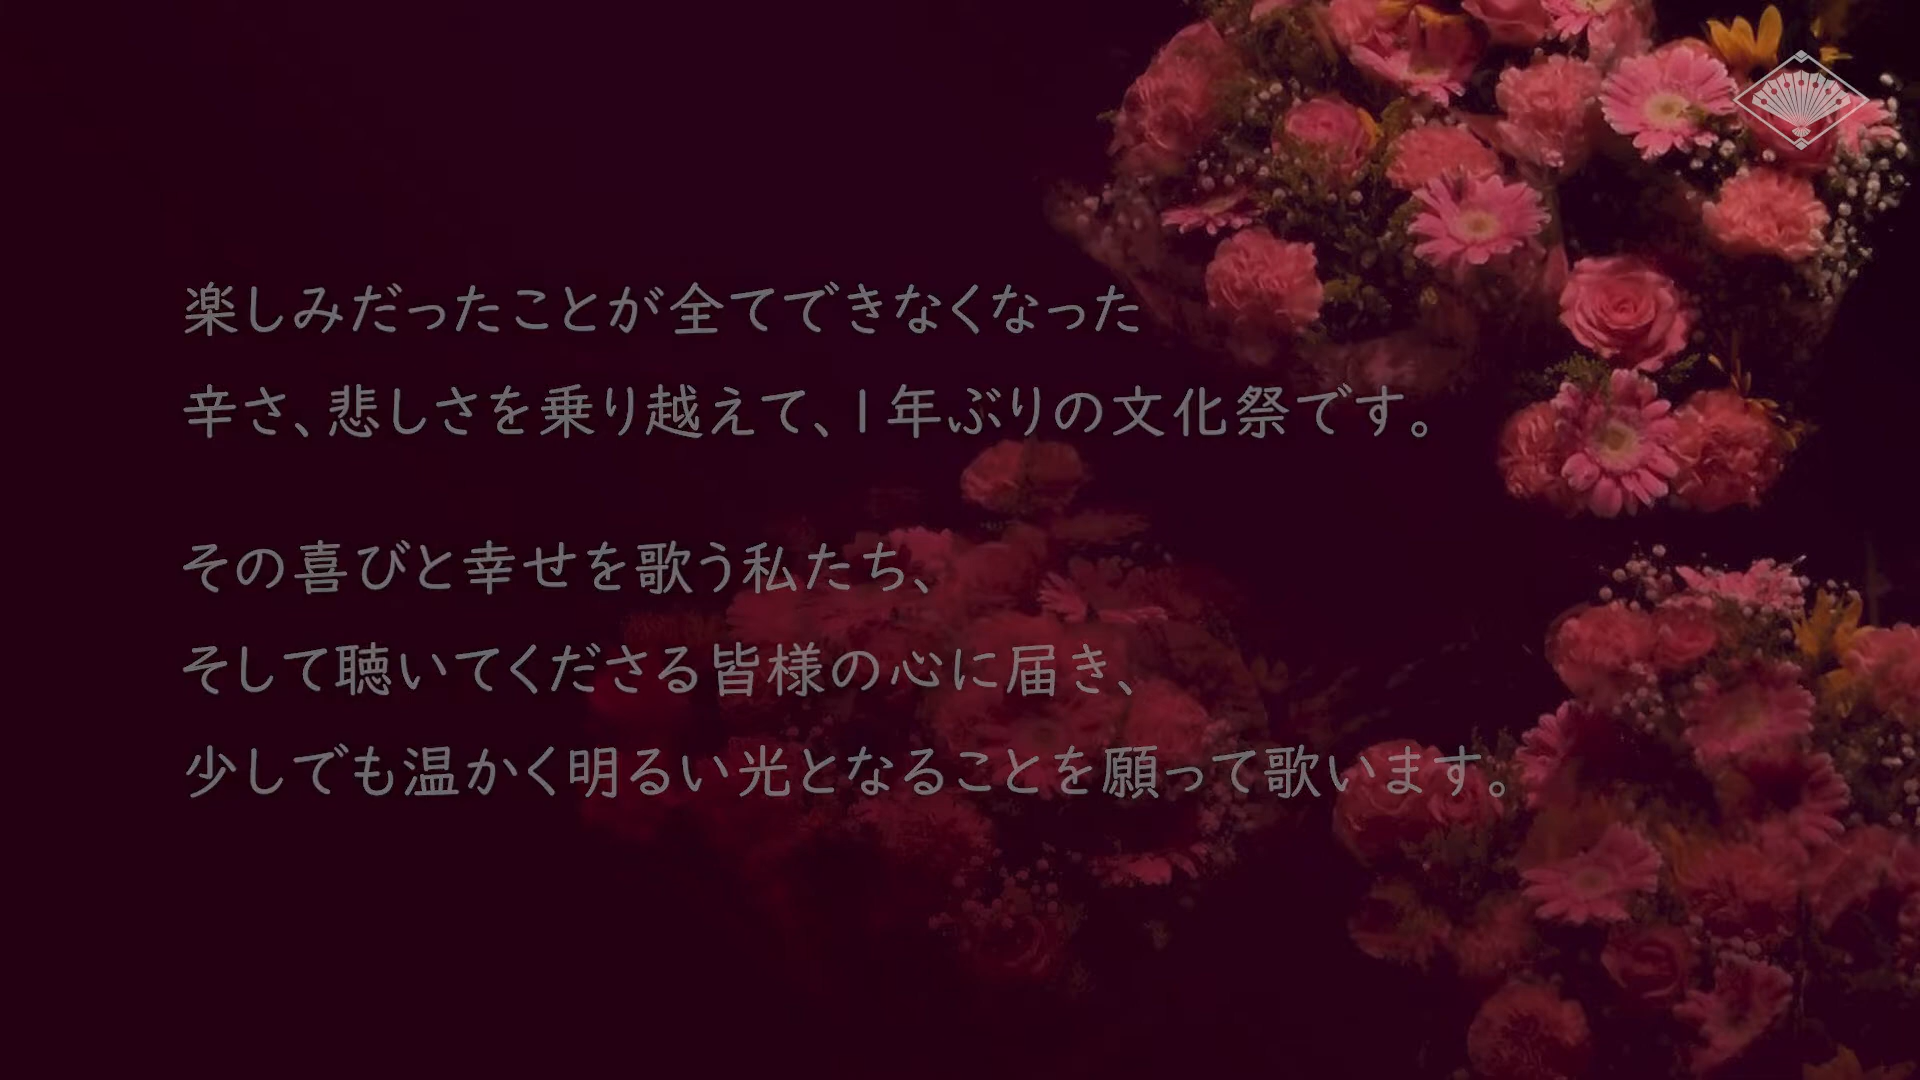 楽しみだったことが全てできなくなった
辛さ、悲しさを乗り越えて、1年ぶりの文化祭です。
その喜びと幸せを歌う私たち、
そして聴いてくださる皆様の心に届き、
少しでも温かく明るい光となることを願って歌います。